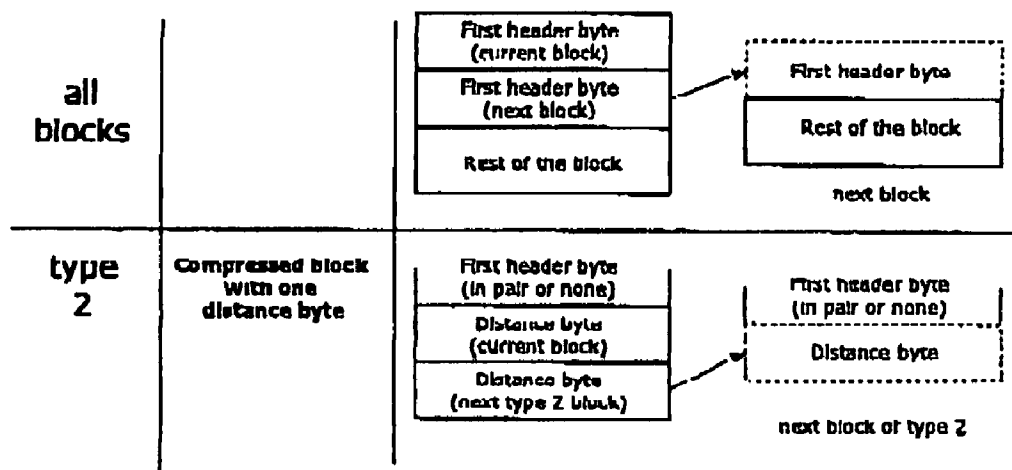 all
blocks
First header byte
(current block)
First header byte
(next block)
Rest of the block
First header byte
Rest of the block
next block
type
2
Compressed block
with one
distance byte
First header byte
(in pair or none)
Distance byte
(current block)
Distance byte
(next type 2 block)
First header byte
(in pair or none)
Distance byte
next block of type 2